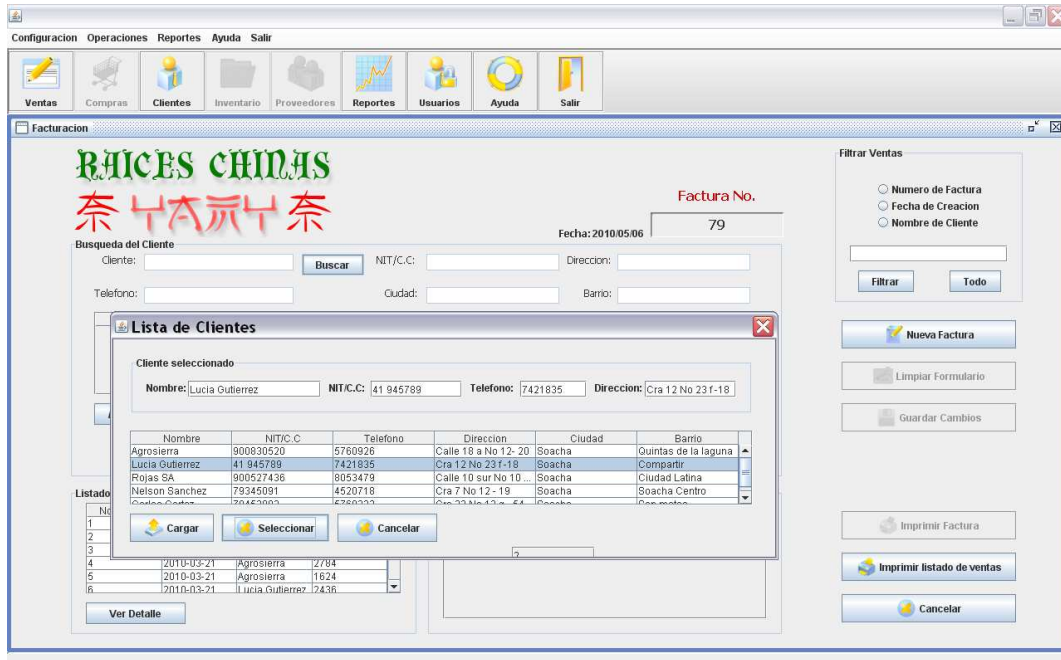 Configuracion Operaciones Reportes Ayuda Salir
Ventas Compras Clientes Inventario Proveedores Reportes Usuarios Ayuda Salir
Facturacion
RAICES CHINAS
奈 奈
Factura No.
Fecha: 2010/05/06 79
Busqueda del Cliente
Cliente: Buscar NIT/C.C: Direccion:
Telefono: Ciudad: Barrio:
Lista de Clientes
Cliente seleccionado
Nombre: Lucia Gutierrez NIT/C.C: 41 945789 Telefono: 7421835 Direccion: Cra 12 No 23 f-18
Nombre NIT/C.C Telefono Direccion Ciudad Barrio
Agrosierra 900830520 5760926 Calle 18 a No 12- 20 Soacha Quintas de la laguna
Lucia Gutierrez 41 945789 7421835 Cra 12 No 23 f-18 Soacha Compartir
Rojas SA 900527436 8053479 Calle 10 sur No 10 ... Soacha Ciudad Latina
Nelson Sanchez 79345091 4520718 Cra 7 No 12 - 19 Soacha Soacha Centro
Cargar Seleccionar Cancelar
Listado
1
2
3
4 2010-03-21 Agrosierra 2784
5 2010-03-21 Agrosierra 1624
6 2010-03-21 Lucia Gutierrez 2436
Ver Detalle
Filtrar Ventas
Numero de Factura
Fecha de Creacion
Nombre de Cliente
Filtrar Todo
Nueva Factura
Limpiar Formulario
Guardar Cambios
Imprimir Factura
Imprimir listado de ventas
Cancelar